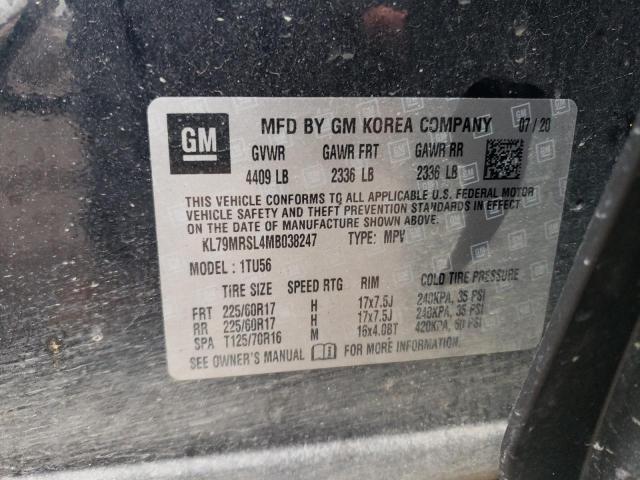 GM MFD BY GM KOREA COMPANY 07/20
GVWR GAWR FRT GAWR RR
4409 LB 2336 LB 2336 LB
THIS VEHICLE CONFORMS TO ALL APPLICABLE U.S. FEDERAL MOTOR
VEHICLE SAFETY AND THEFT PREVENTION STANDARDS IN EFFECT ON
THE DATE OF MANUFACTURE SHOWN ABOVE.
KL79MRSL4MB038247 TYPE: MPV
MODEL : 1TU56
TIRE SIZE SPEED RTG RIM COLD TIRE PRESSURE
FRT 225/60R17 H 17x7.5J 240KPA, 35 PSI
RR 225/60R17 H 17x7.5J 240KPA, 35 PSI
SPA T125/70R16 M 16x4.0BT 420KPA, 60 PSI
SEE OWNER'S MANUAL FOR MORE INFORMATION.